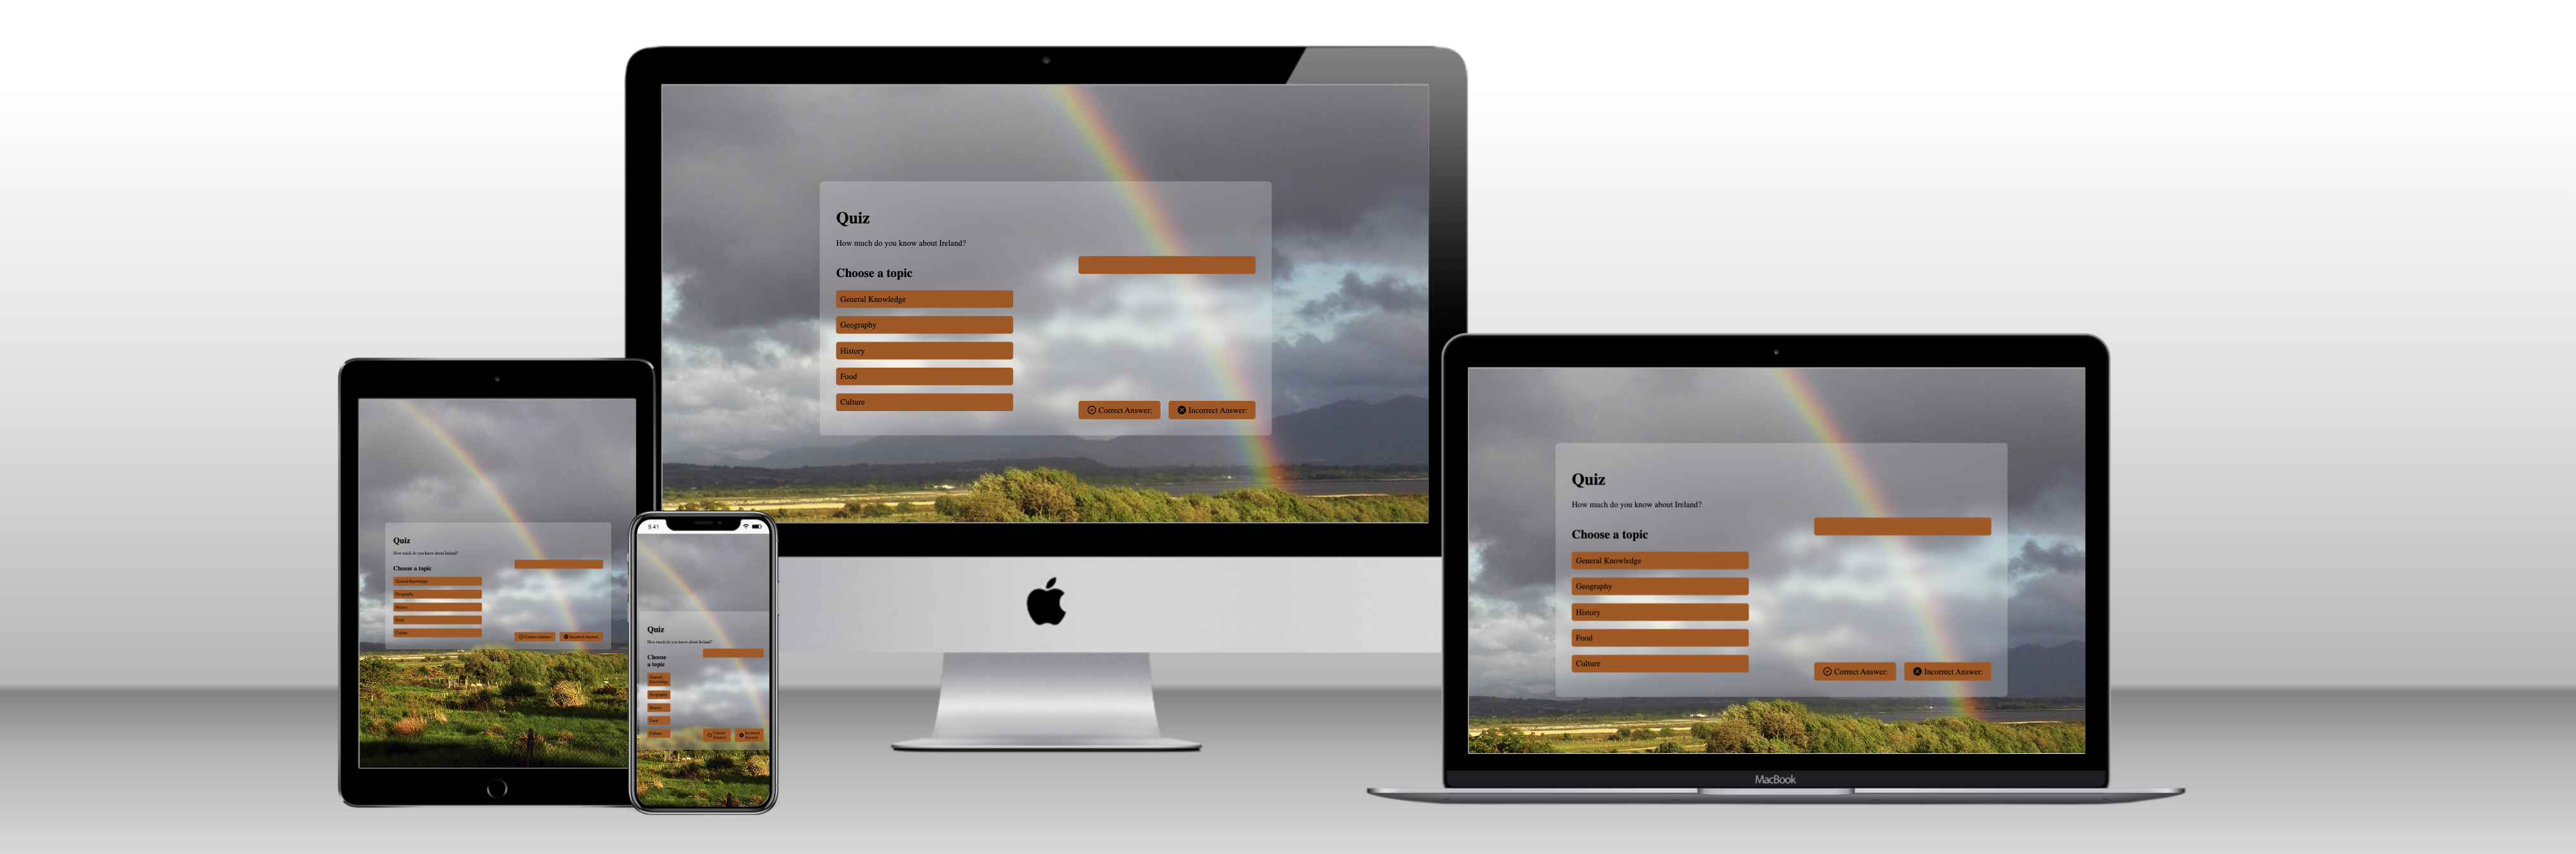 Quiz
How much do you know about Ireland?
Choose a topic
General Knowledge
Geography
History
Food
Culture
Correct Answer:
Incorrect Answer:
Quiz
How much do you know about Ireland?
Choose a topic
General Knowledge
Geography
History
Food
Culture
Correct Answer:
Incorrect Answer:
9:41
Quiz
How much do you know about Ireland?
Choose
a topic
General
Knowledge
Geography
History
Food
Culture
Correct
Answer:
Incorrect
Answer:
Quiz
How much do you know about Ireland?
Choose a topic
General Knowledge
Geography
History
Food
Culture
Correct Answer:
Incorrect Answer:
MacBook